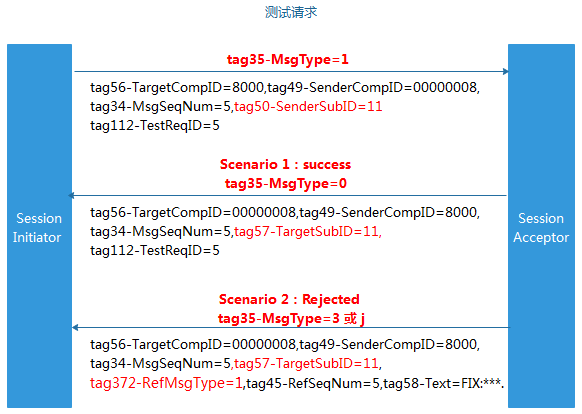 测试请求
tag35-MsgType=1
tag56-TargetCompID=8000,tag49-SenderCompID=00000008,
tag34-MsgSeqNum=5,tag50-SenderSubID=11
tag112-TestReqID=5
Scenario 1：success
tag35-MsgType=0
Session
Initiator
tag56-TargetCompID=00000008,tag49-SenderCompID=8000,
tag34-MsgSeqNum=5,tag57-TargetSubID=11,
tag112-TestReqID=5
Session
Acceptor
Scenario 2：Rejected
tag35-MsgType=3 或 j
tag56-TargetCompID=00000008,tag49-SenderCompID=8000,
tag34-MsgSeqNum=5,tag57-TargetSubID=11,
tag372-RefMsgType=1,tag45-RefSeqNum=5,tag58-Text=FIX:***.